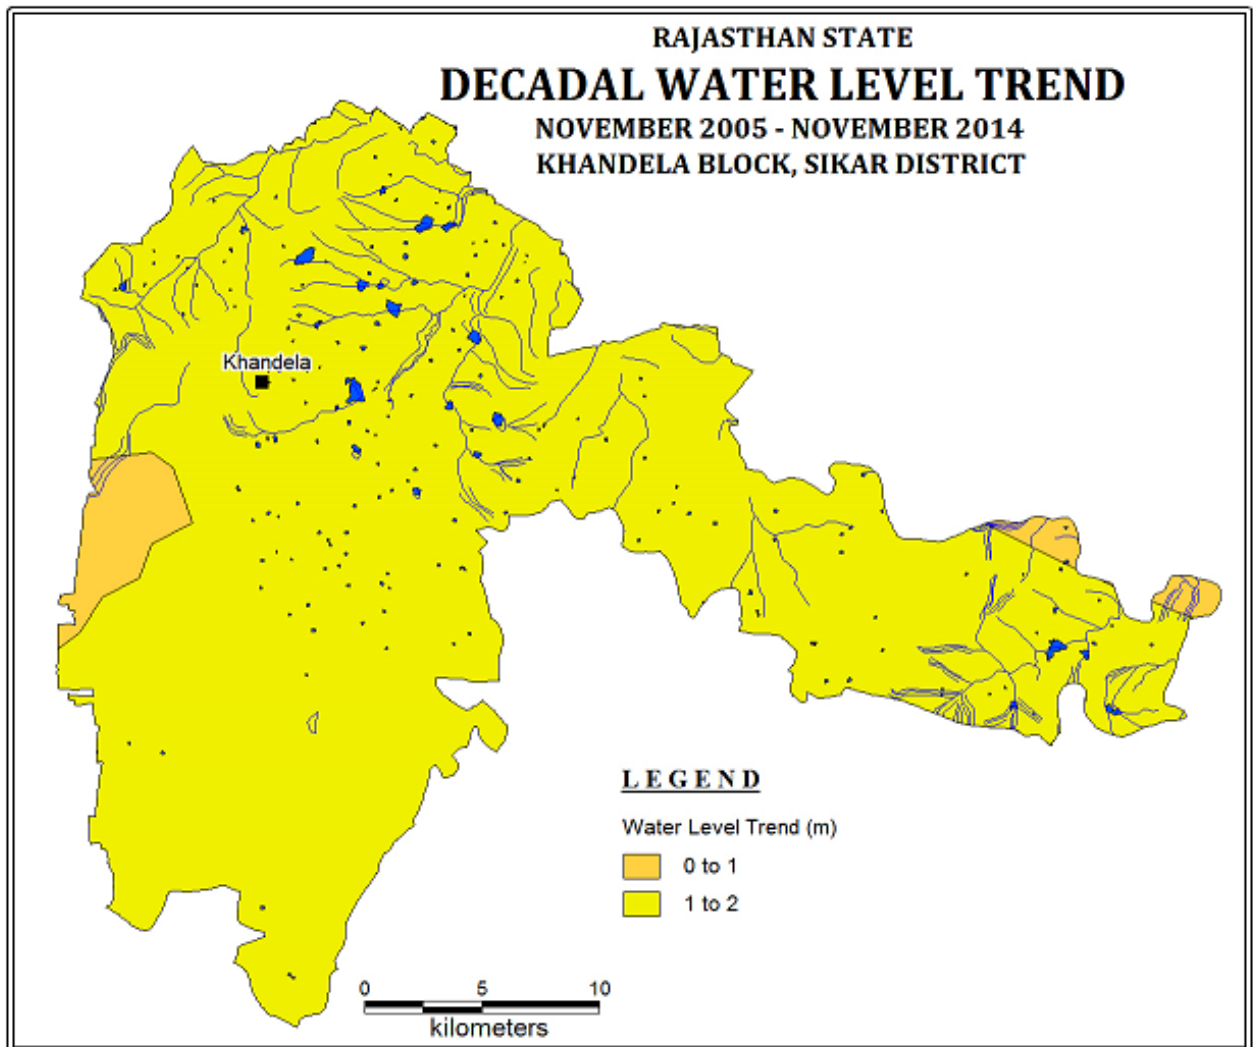 RAJASTHAN STATE
DECADAL WATER LEVEL TREND
NOVEMBER 2005 - NOVEMBER 2014
KHANDELA BLOCK, SIKAR DISTRICT
Khandela
LEGEND
Water Level Trend (m)
0 to 1
1 to 2
0 5 10
kilometers